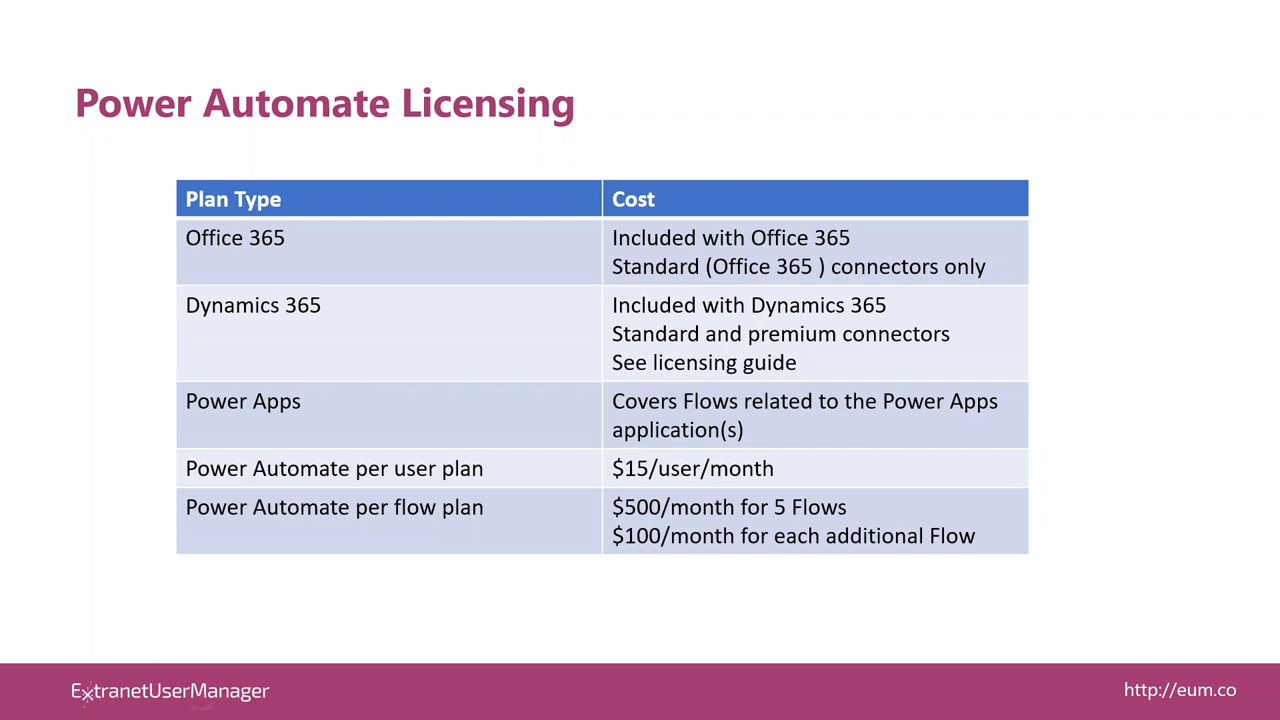 Power Automate Licensing
Plan Type
Cost
Office 365
Included with Office 365
Standard (Office 365 ) connectors only
Dynamics 365
Included with Dynamics 365
Standard and premium connectors
See licensing guide
Power Apps
Covers Flows related to the Power Apps
application(s)
Power Automate per user plan
$15/user/month
Power Automate per flow plan
$500/month for 5 Flows
$100/month for each additional Flow
ExtranetUserManager
http://eum.co